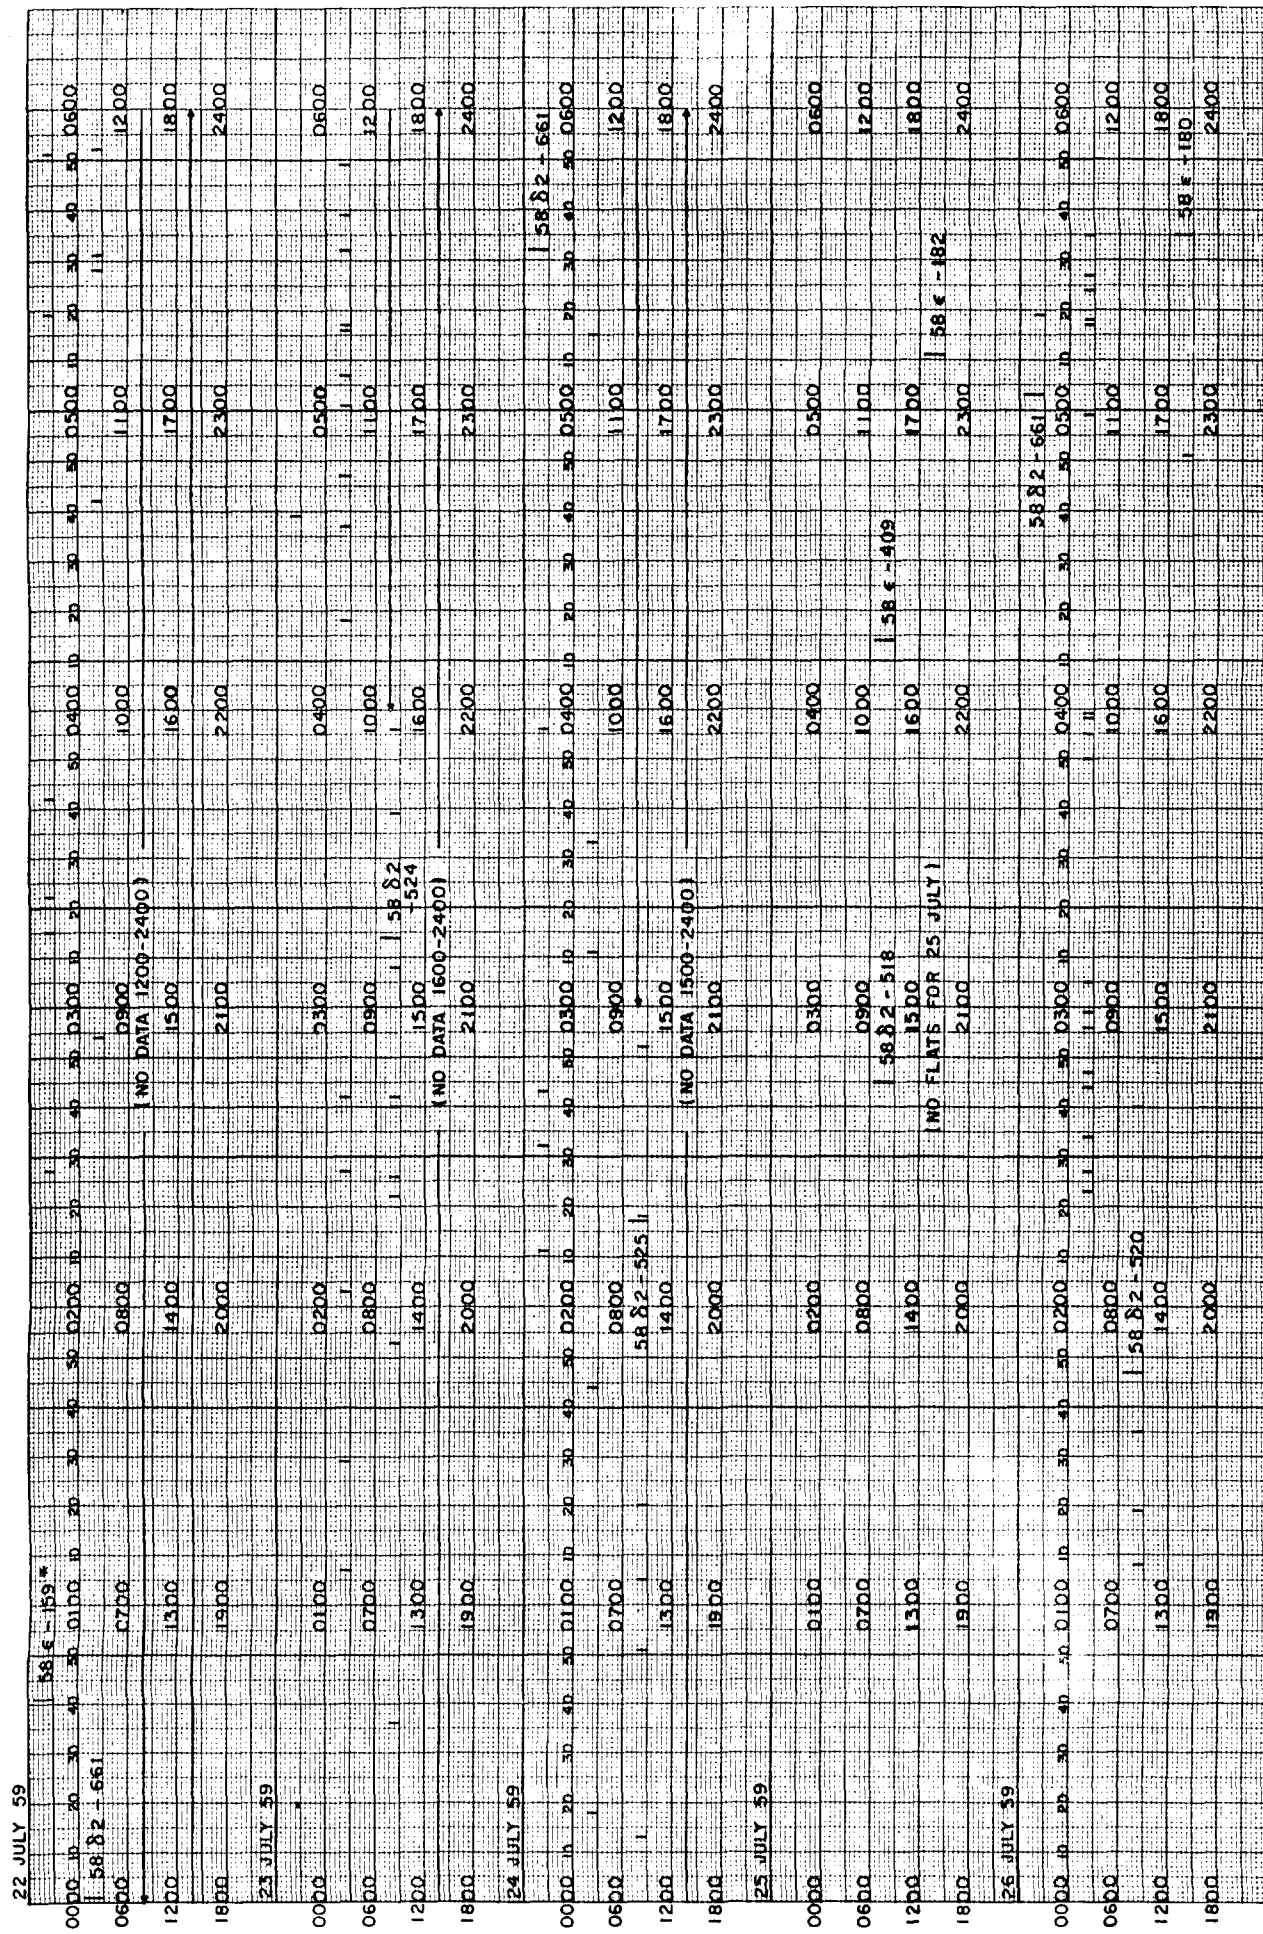 22 JULY 59
58 ε -159*
0000 10 20 30 40 50 0100 10 20 30 40 50 0200 10 20 30 40 50 0300 10 20 30 40 50 0400 10 20 30 40 50 0500 10 20 30 40 50 0600
58 δ2 -661
0600 0700 0800 0900 1000 1100 1200
(NO DATA 1200-2400)
1200 1300 1400 1500 1600 1700 1800
1800 1900 2000 2100 2200 2300 2400
23 JULY 59
0000 0100 0200 0300 0400 0500 0600
0600 0700 0800 0900 1000 1100 1200
58 δ2
-524
1200 1300 1400 1500 1600 1700 1800
(NO DATA 1600-2400)
1800 1900 2000 2100 2200 2300 2400
24 JULY 59
58 δ2 -661
0000 10 20 30 40 50 0100 10 20 30 40 50 0200 10 20 30 40 50 0300 10 20 30 40 50 0400 10 20 30 40 50 0500 10 20 30 40 50 0600
0600 0700 0800 0900 1000 1100 1200
58 δ2 -525
1200 1300 1400 1500 1600 1700 1800
(NO DATA 1500-2400)
1800 1900 2000 2100 2200 2300 2400
25 JULY 59
0000 0100 0200 0300 0400 0500 0600
0600 0700 0800 0900 1000 1100 1200
58 δ2 -518 58 ε -409
1200 1300 1400 1500 1600 1700 1800
(NO FLATS FOR 25 JULY) 58 ε -182
1800 1900 2000 2100 2200 2300 2400
26 JULY 59
58 δ2 -661
0000 10 20 30 40 50 0100 10 20 30 40 50 0200 10 20 30 40 50 0300 10 20 30 40 50 0400 10 20 30 40 50 0500 10 20 30 40 50 0600
0600 0700 0800 0900 1000 1100 1200
58 δ2 -520
1200 1300 1400 1500 1600 1700 1800
58 ε -180
1800 1900 2000 2100 2200 2300 2400